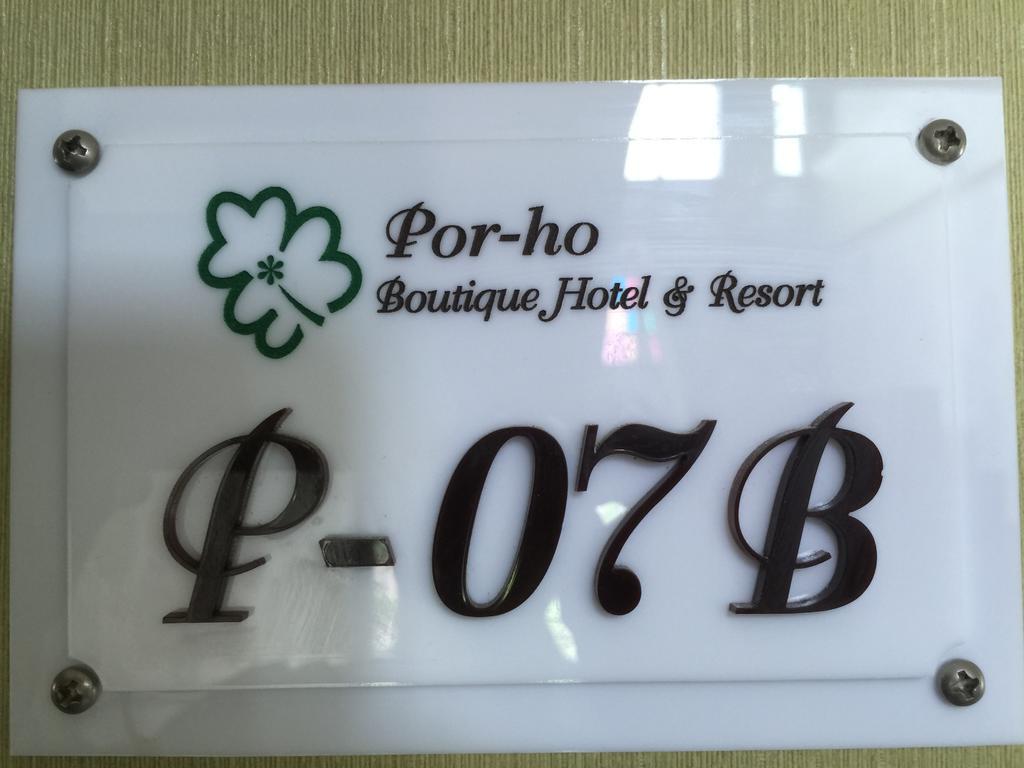 Por-ho
Boutique Hotel & Resort
P-07B